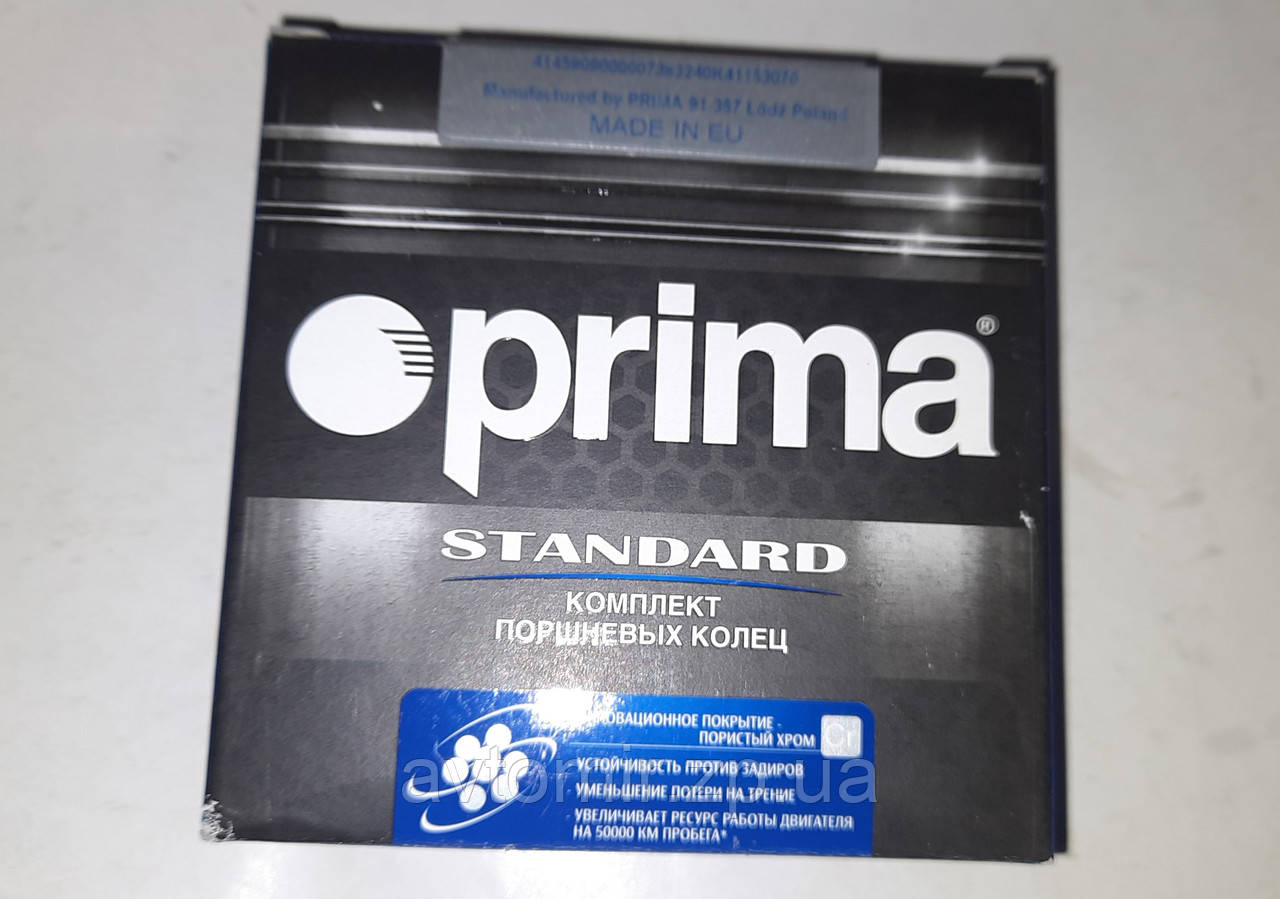 Manufactured by PRIMA 91-357 Łódź Poland
MADE IN EU
prima®
STANDARD
КОМПЛЕКТ
ПОРШНЕВЫХ КОЛЕЦ
ПОКРЫТИЕ -
ПОРИСТЫЙ ХРОМ Cr
УСТОЙЧИВОСТЬ ПРОТИВ ЗАДИРОВ
avtomir.zp.ua
УМЕНЬШЕНИЕ ПОТЕРИ НА ТРЕНИЕ
УВЕЛИЧИВАЕТ РЕСУРС РАБОТЫ ДВИГАТЕЛЯ
НА 50000 КМ ПРОБЕГА*